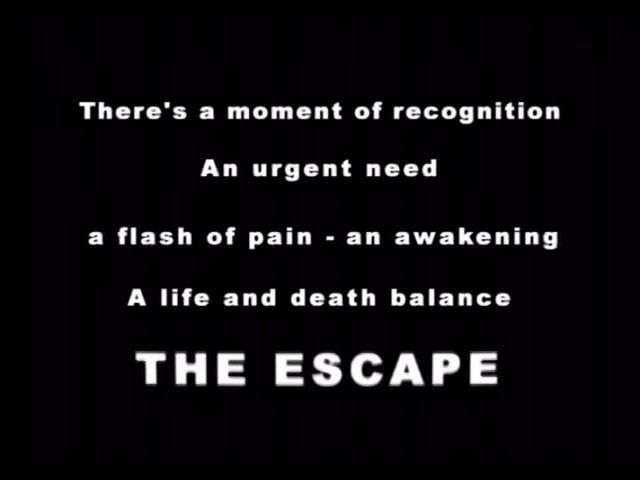 There's a moment of recognition
An urgent need
a flash of pain - an awakening
A life and death balance
THE ESCAPE